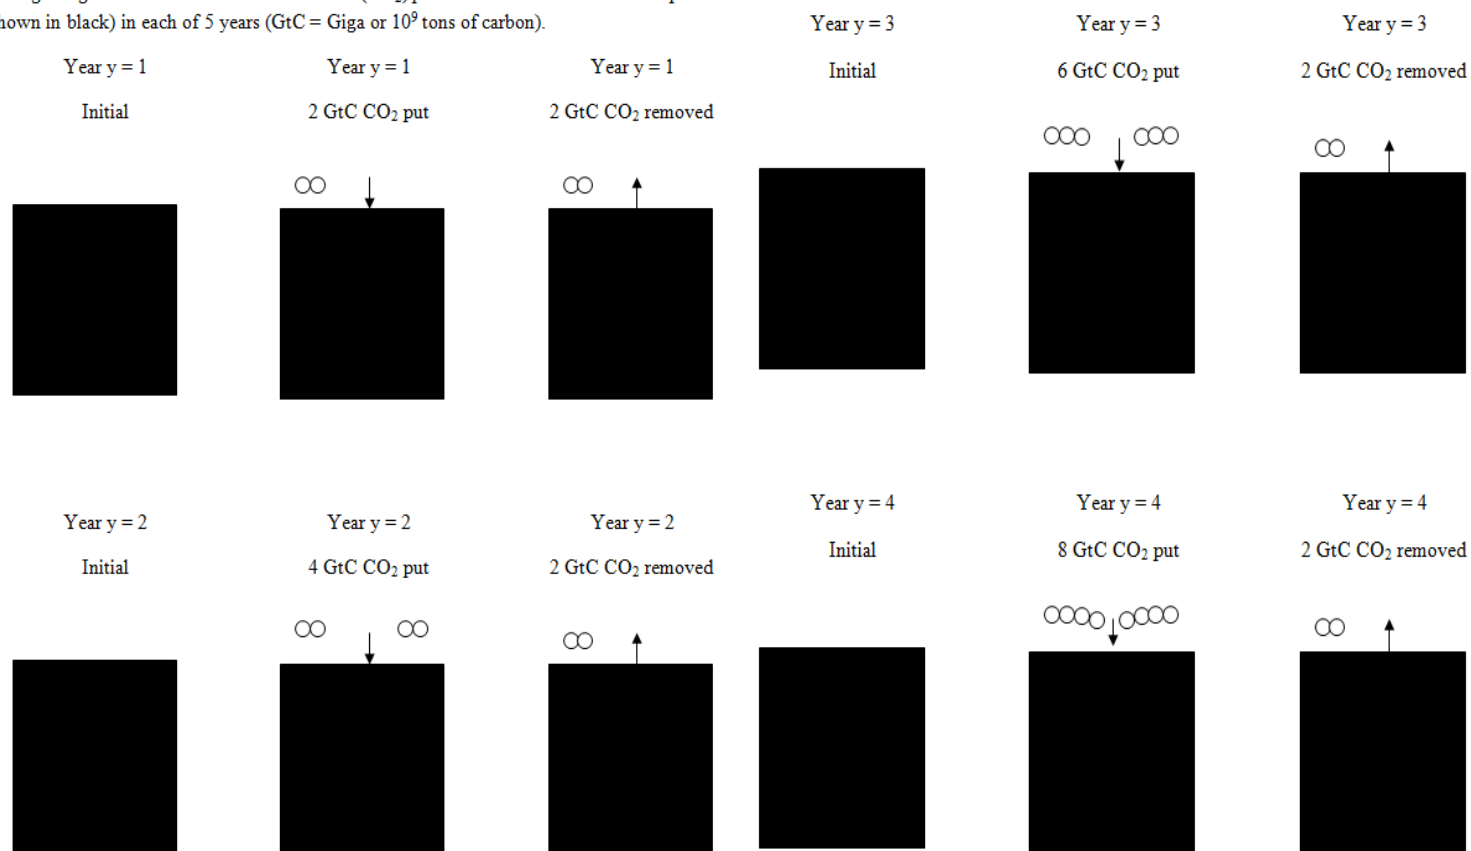 hown in black) in each of 5 years (GtC = Giga or 10⁹ tons of carbon).
Year y = 1 Year y = 1 Year y = 1
Initial 2 GtC CO₂ put 2 GtC CO₂ removed
Year y = 2 Year y = 2 Year y = 2
Initial 4 GtC CO₂ put 2 GtC CO₂ removed
Year y = 3 Year y = 3 Year y = 3
Initial 6 GtC CO₂ put 2 GtC CO₂ removed
Year y = 4 Year y = 4 Year y = 4
Initial 8 GtC CO₂ put 2 GtC CO₂ removed